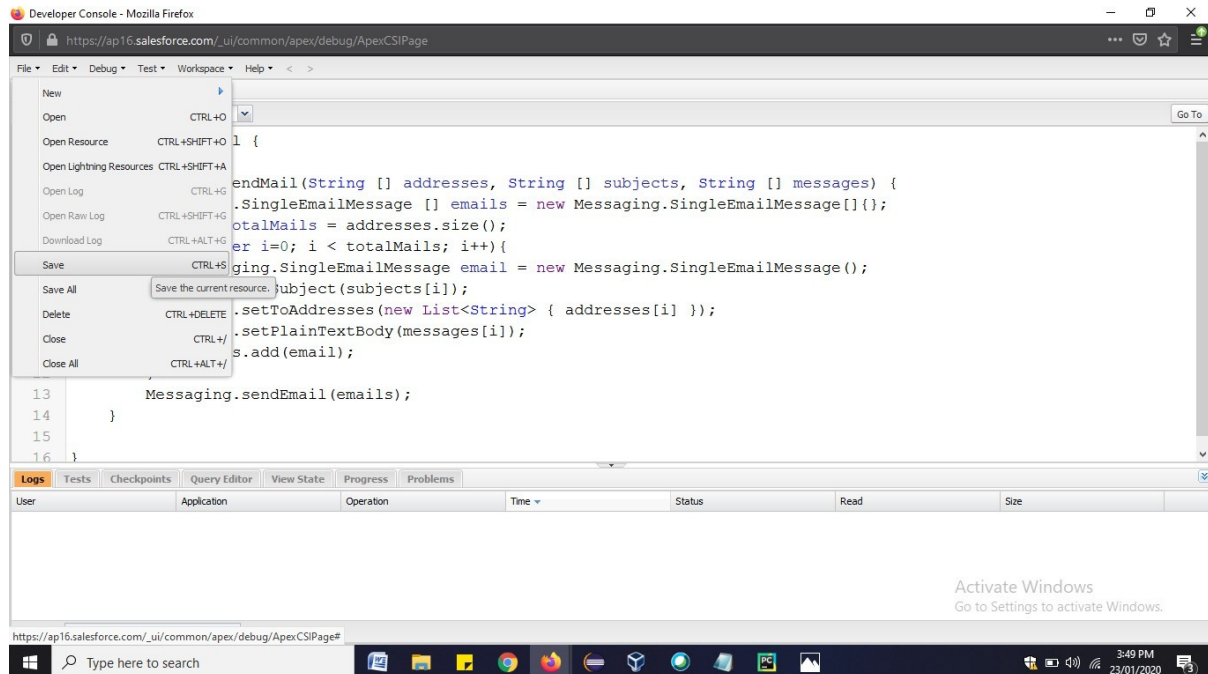 Developer Console - Mozilla Firefox
https://ap16.salesforce.com/_ui/common/apex/debug/ApexCSIPage
File Edit Debug Test Workspace Help < >
New
Open CTRL+O
Go To
Open Resource CTRL+SHIFT+O l {
Open Lightning Resources CTRL+SHIFT+A
Open Log CTRL+G endMail(String [] addresses, String [] subjects, String [] messages) {
Open Raw Log CTRL+SHIFT+G .SingleEmailMessage [] emails = new Messaging.SingleEmailMessage[]{};
otalMails = addresses.size();
Download Log CTRL+ALT+G er i=0; i < totalMails; i++){
Save CTRL+S ging.SingleEmailMessage email = new Messaging.SingleEmailMessage();
Save All Save the current resource. ubject(subjects[i]);
Delete CTRL+DELETE .setToAddresses(new List<String> { addresses[i] });
Close CTRL+/ .setPlainTextBody(messages[i]);
s.add(email);
Close All CTRL+ALT+/
13 Messaging.sendEmail(emails);
14 }
15
16 }
Logs Tests Checkpoints Query Editor View State Progress Problems
User Application Operation Time Status Read Size
Activate Windows
Go to Settings to activate Windows.
https://ap16.salesforce.com/_ui/common/apex/debug/ApexCSIPage#
Type here to search
PC
3:49 PM
23/01/2020
3